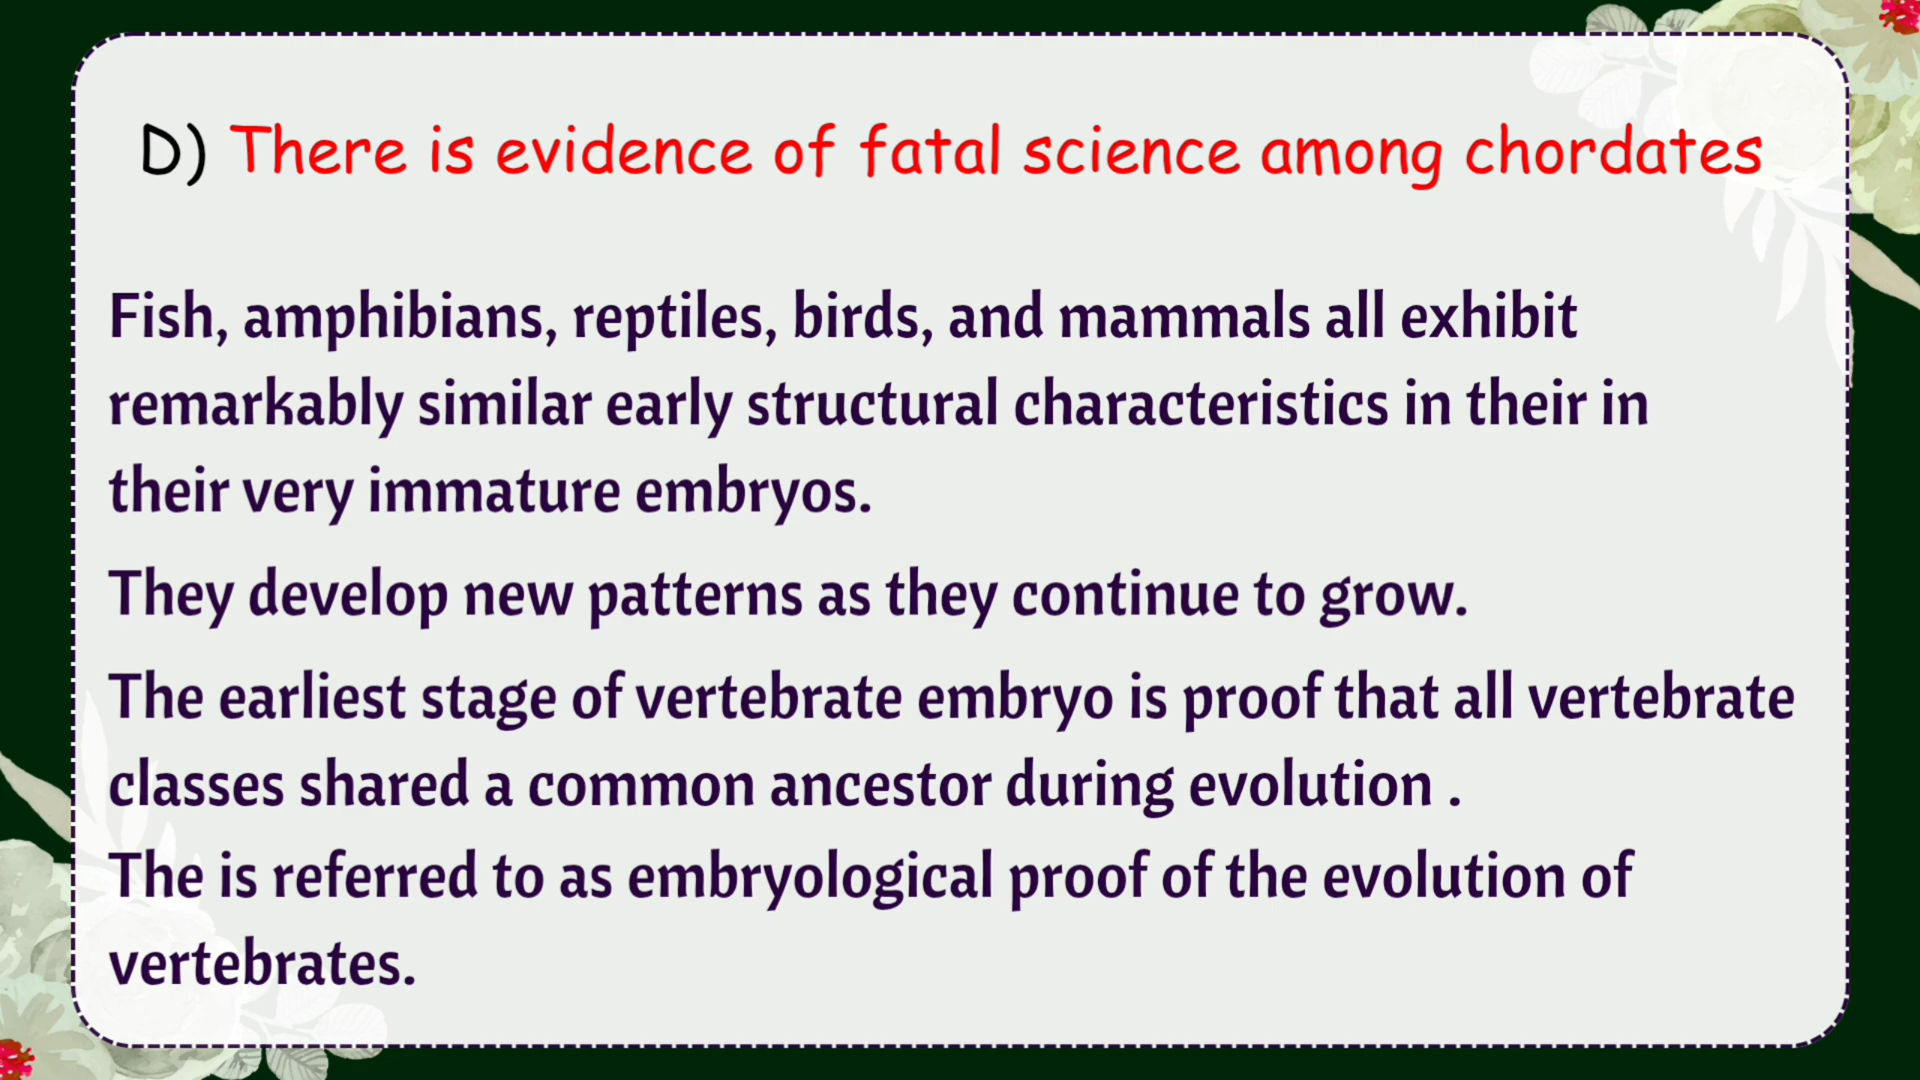 D) There is evidence of fatal science among chordates
Fish, amphibians, reptiles, birds, and mammals all exhibit
remarkably similar early structural characteristics in their in
their very immature embryos.
They develop new patterns as they continue to grow.
The earliest stage of vertebrate embryo is proof that all vertebrate
classes shared a common ancestor during evolution .
The is referred to as embryological proof of the evolution of
vertebrates.